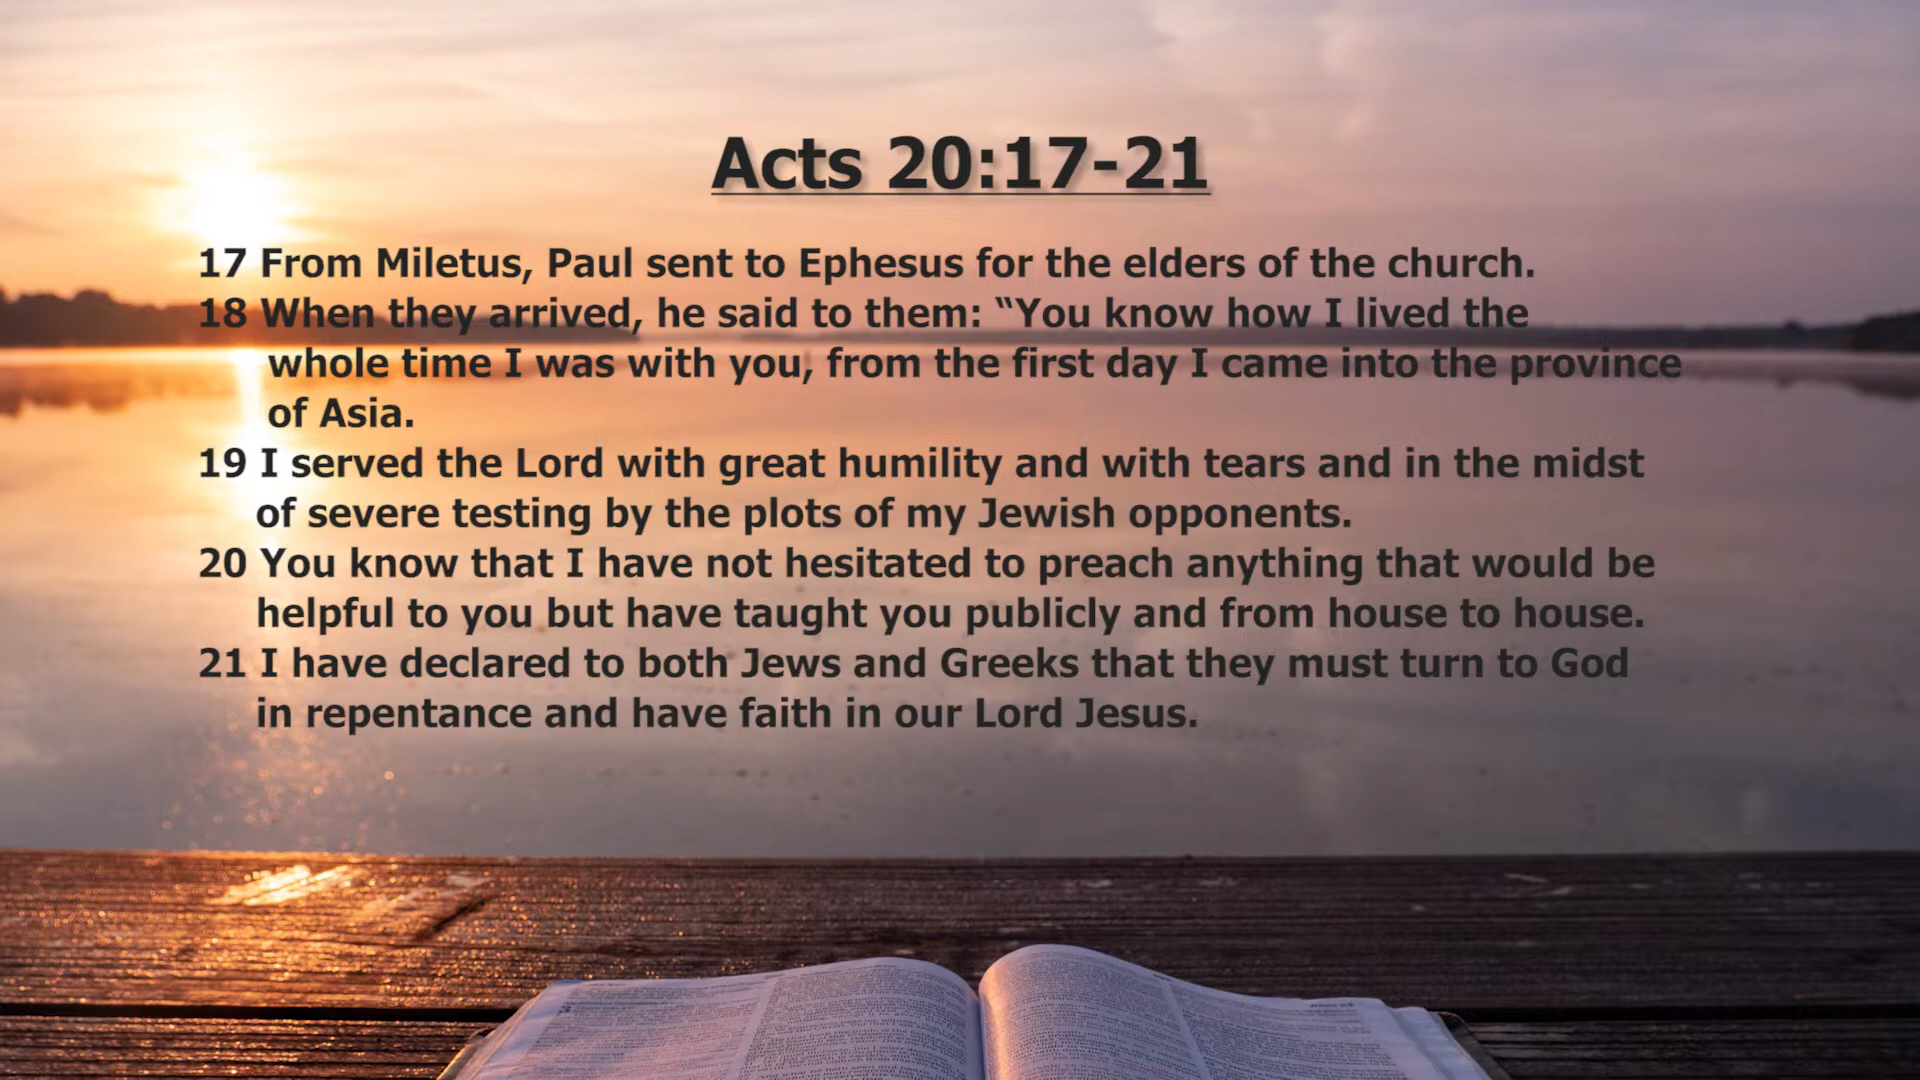 Acts 20:17-21
17 From Miletus, Paul sent to Ephesus for the elders of the church.
18 When they arrived, he said to them: “You know how I lived the
whole time I was with you, from the first day I came into the province
of Asia.
19 I served the Lord with great humility and with tears and in the midst
of severe testing by the plots of my Jewish opponents.
20 You know that I have not hesitated to preach anything that would be
helpful to you but have taught you publicly and from house to house.
21 I have declared to both Jews and Greeks that they must turn to God
in repentance and have faith in our Lord Jesus.